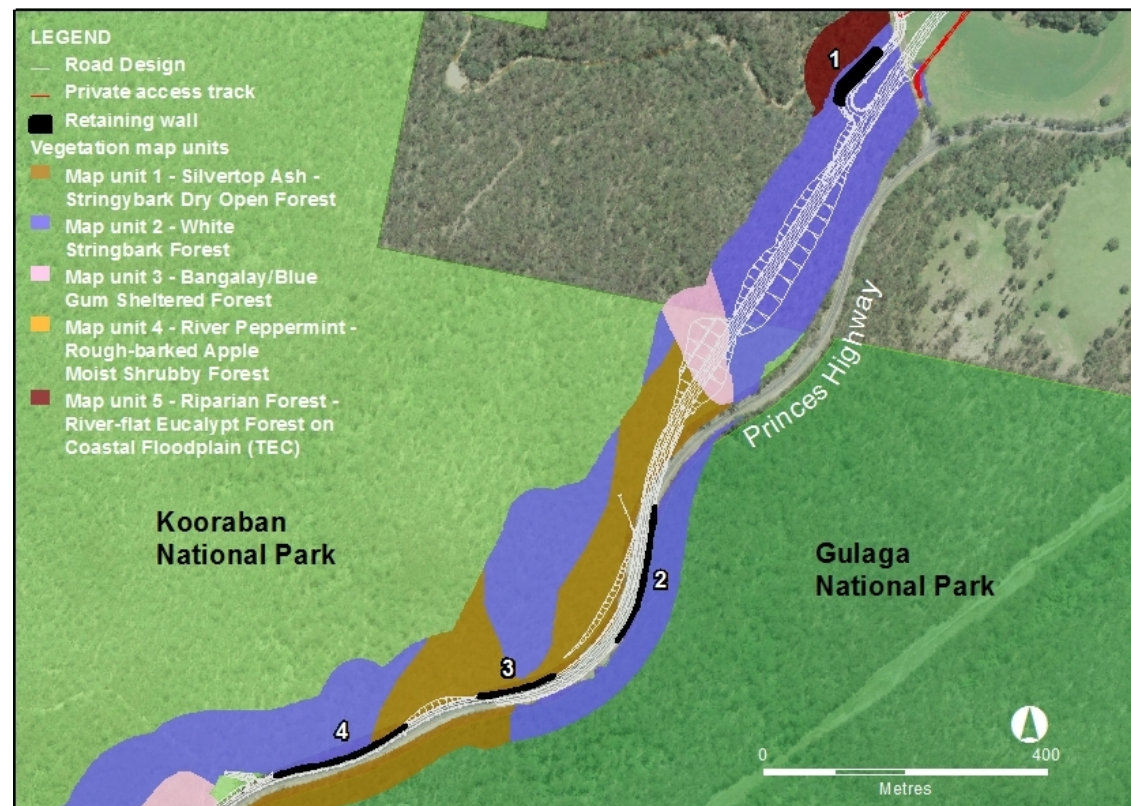 LEGEND
Road Design
Private access track
Retaining wall
Vegetation map units
Map unit 1 - Silvertop Ash -
Stringybark Dry Open Forest
Map unit 2 - White
Stringbark Forest
Map unit 3 - Bangalay/Blue
Gum Sheltered Forest
Map unit 4 - River Peppermint -
Rough-barked Apple
Moist Shrubby Forest
Map unit 5 - Riparian Forest -
River-flat Eucalypt Forest on
Coastal Floodplain (TEC)
1
Princes Highway
Kooraban
National Park
Gulaga
National Park
2
3
4
0 400
Metres